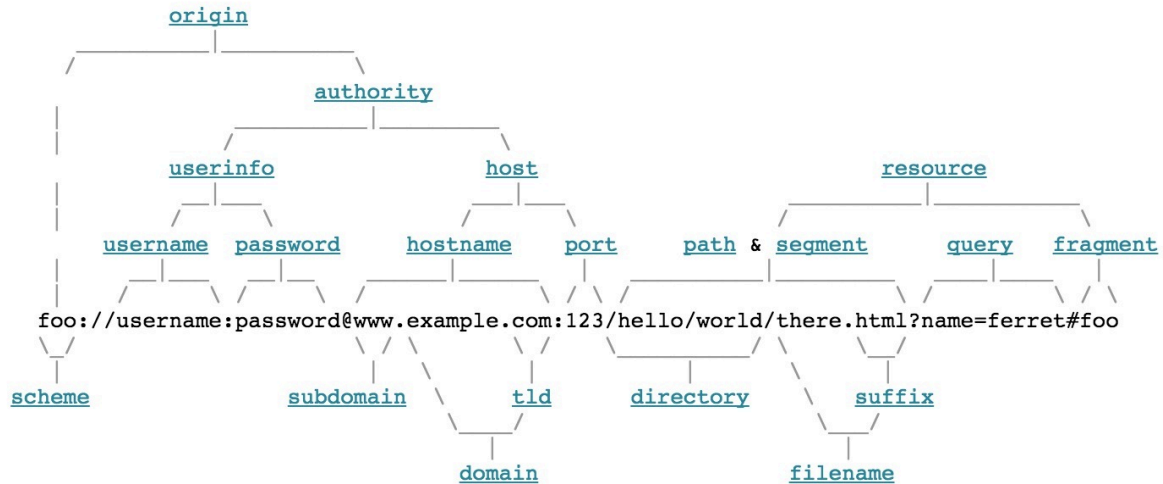 origin
authority
userinfo host resource
username password hostname port path & segment query fragment
foo://username:password@www.example.com:123/hello/world/there.html?name=ferret#foo
scheme subdomain tld directory suffix
domain filename